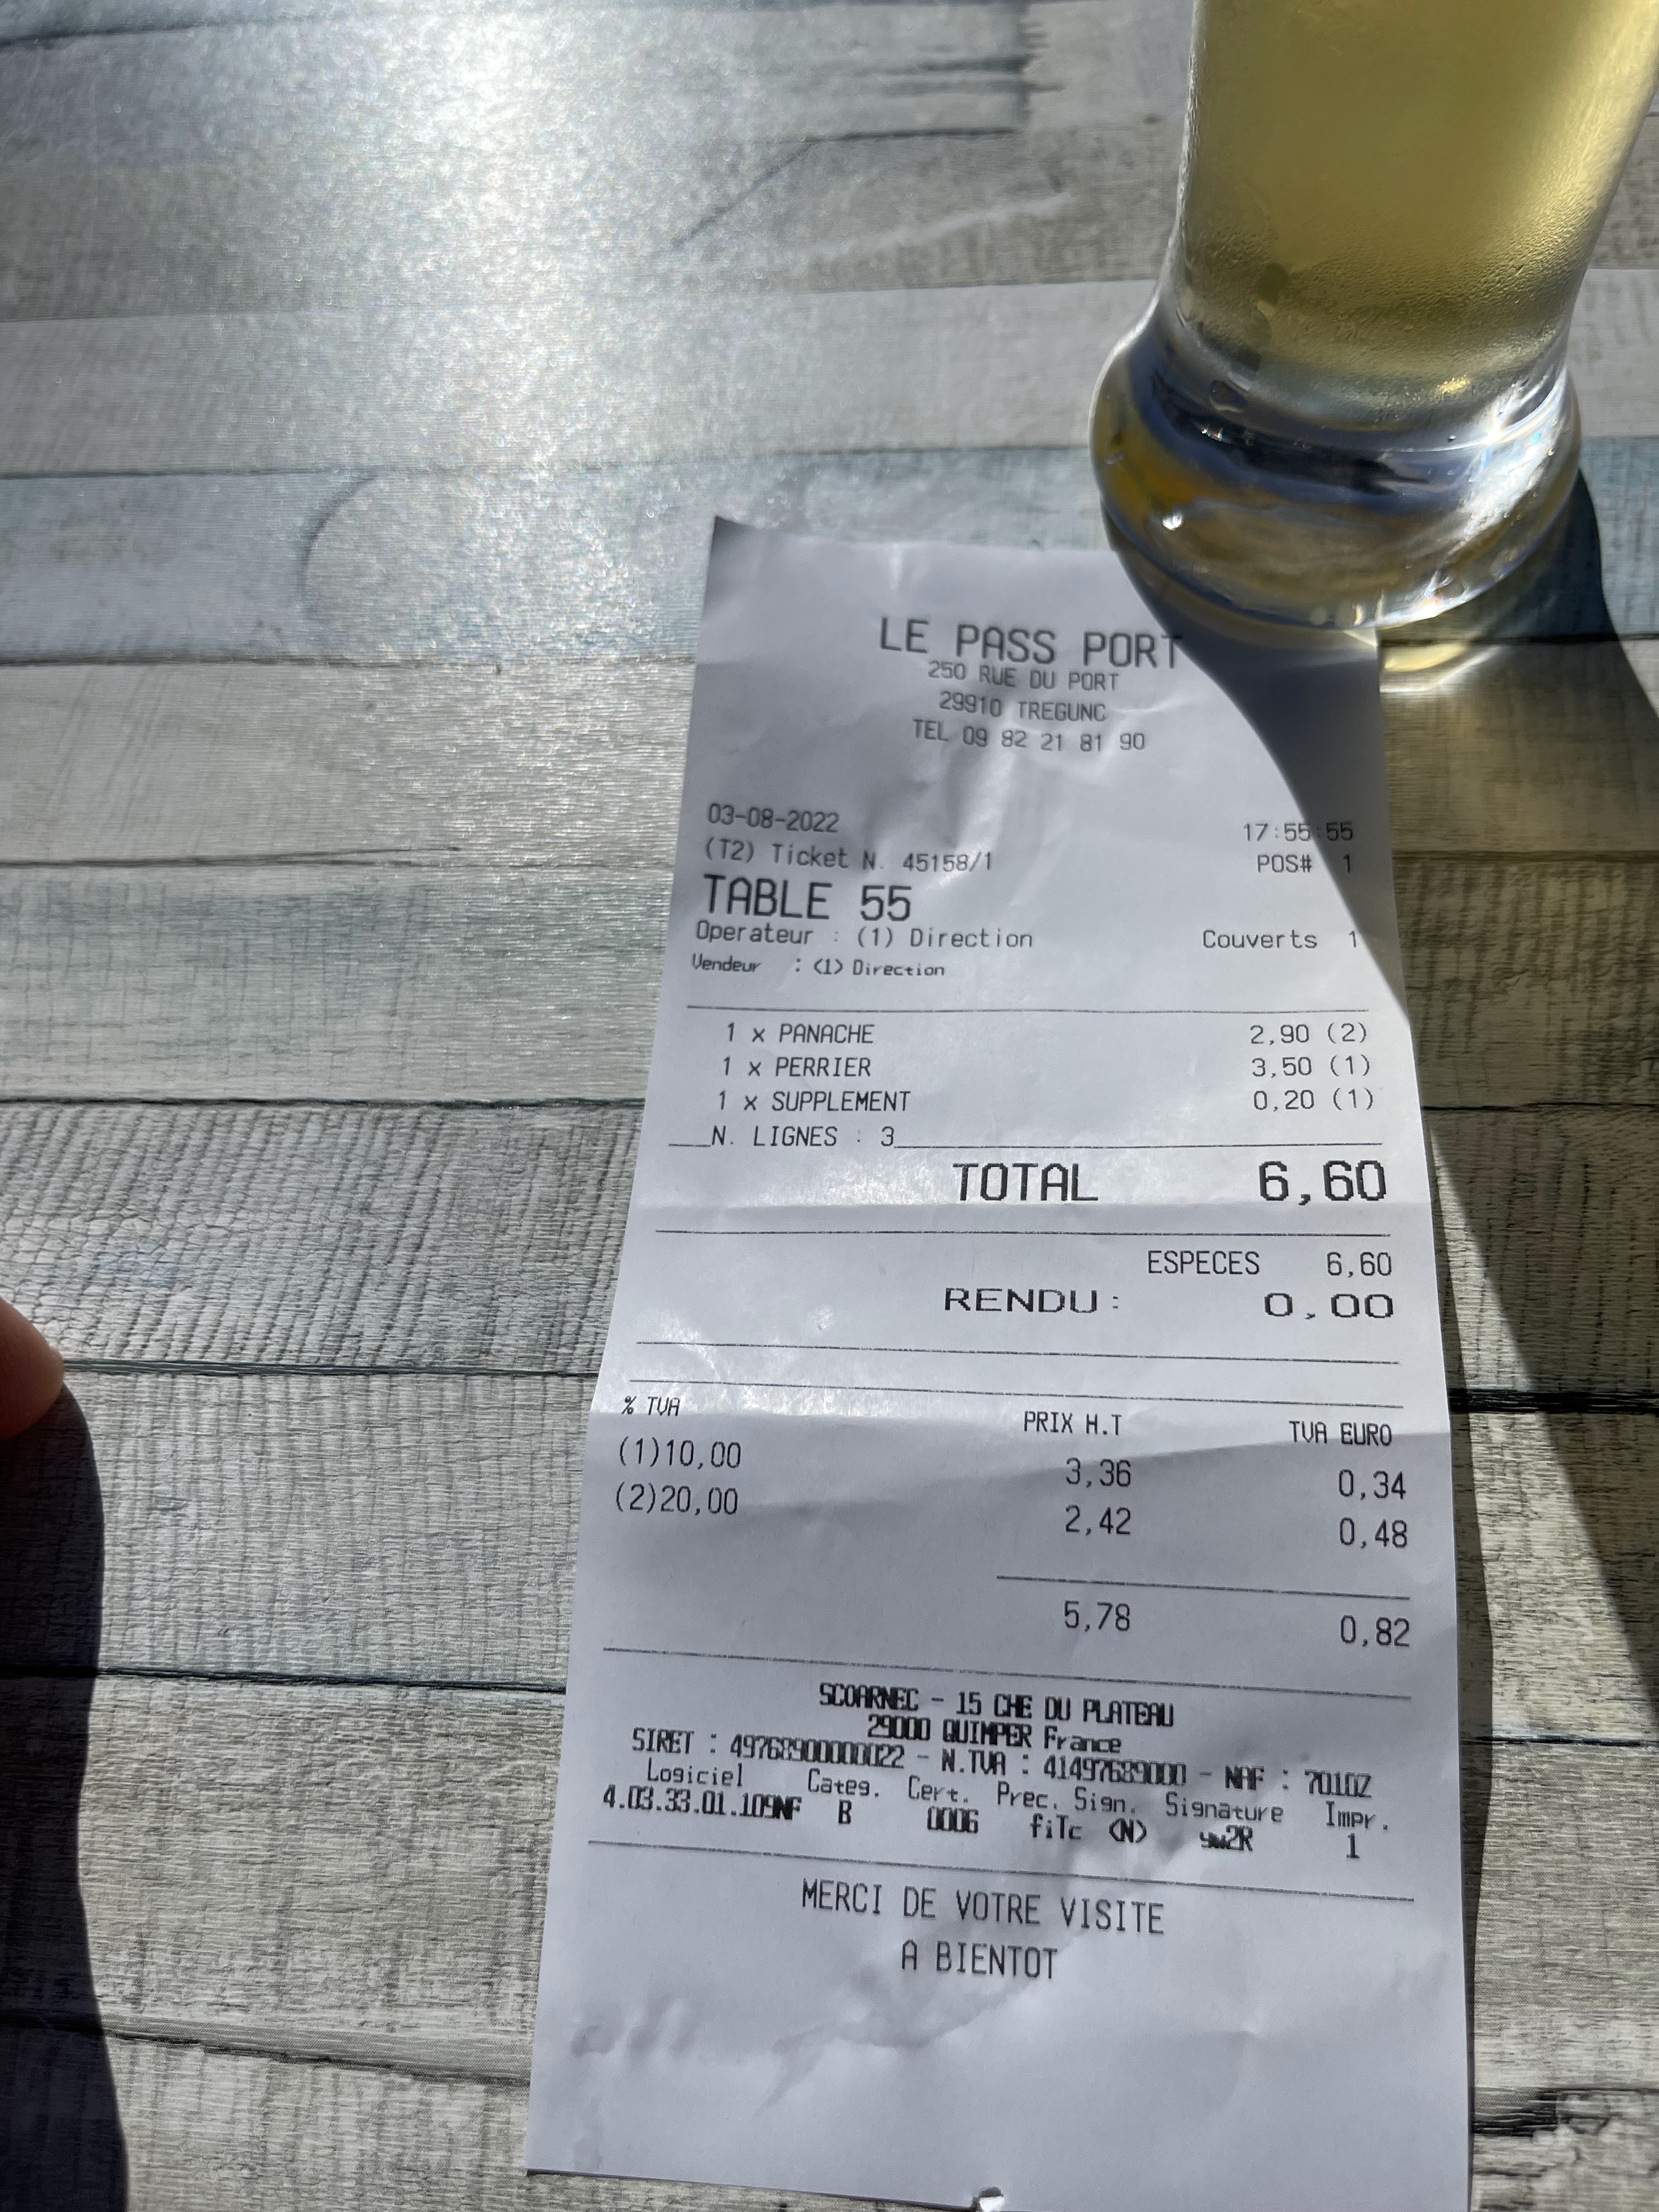 LE PASS PORT
250 RUE DU PORT
29910 TREGUNC
TEL 09 82 21 81 90
03-08-2022 17:55:55
(T2) Ticket N. 45158/1 POS# 1
TABLE 55
Operateur : (1) Direction Couverts 1
Vendeur : (1) Direction
1 x PANACHE 2,90 (2)
1 x PERRIER 3,50 (1)
1 x SUPPLEMENT 0,20 (1)
N. LIGNES : 3
TOTAL 6,60
ESPECES 6,60
RENDU : 0,00
% TVA PRIX H.T TVA EURO
(1)10,00 3,36 0,34
(2)20,00 2,42 0,48
5,78 0,82
SCOARNEC - 15 CHE DU PLATEAU
29000 QUIMPER France
SIRET : 49768900000022 - N.TVA : 41497689000 - NAF : 7010Z
Logiciel Categ. Cert. Prec. Sign. Signature Impr.
4.03.33.01.109NF B 0006 fiTc (N) yw2R 1
MERCI DE VOTRE VISITE
A BIENTOT